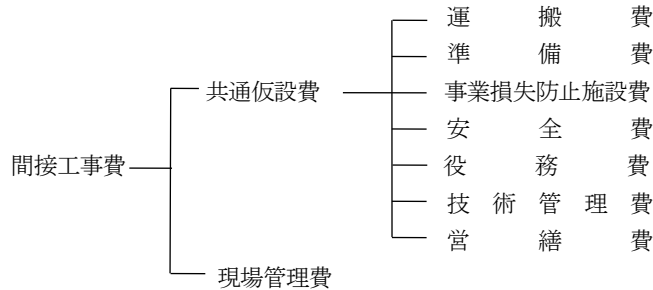 運搬費
準備費
共通仮設費
事業損失防止施設費
安全費
間接工事費
役務費
技術管理費
営繕費
現場管理費